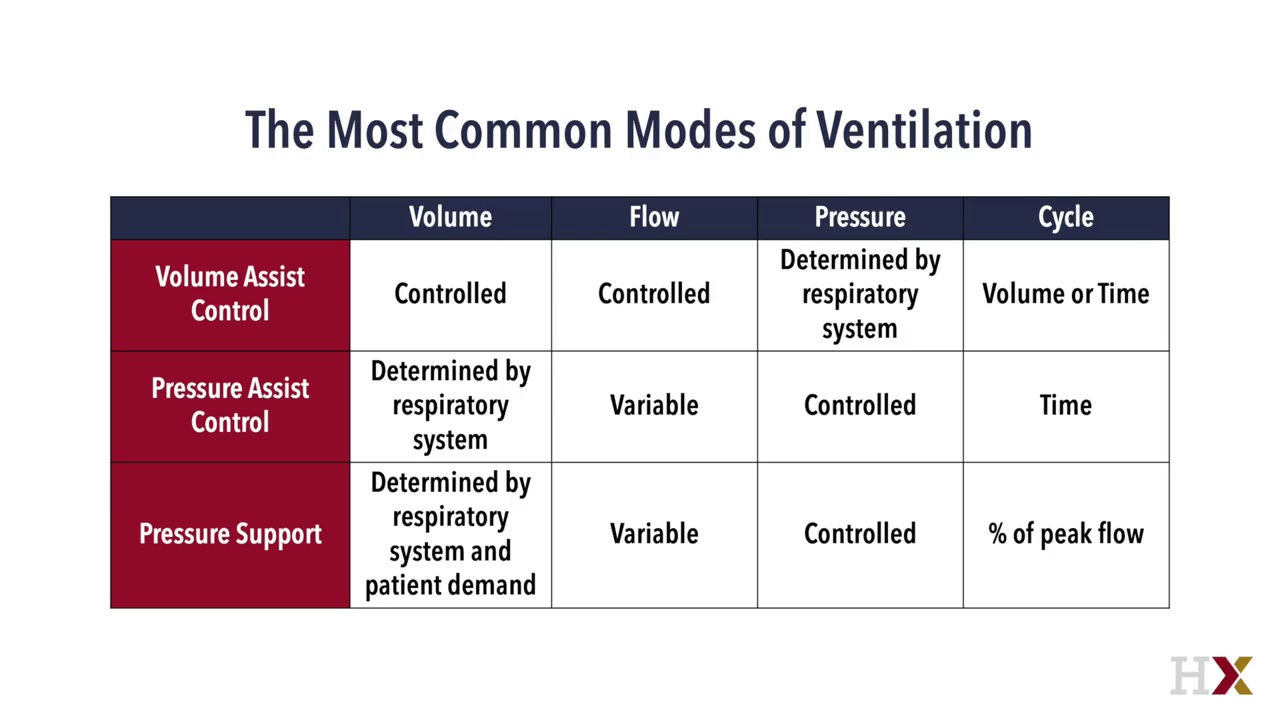 The Most Common Modes of Ventilation
Volume
Flow
Pressure
Cycle
Volume Assist
Control
Controlled
Controlled
Determined by
respiratory
system
Volume or Time
Pressure Assist
Control
Determined by
respiratory
system
Variable
Controlled
Time
Pressure Support
Determined by
respiratory
system and
patient demand
Variable
Controlled
% of peak flow
HX